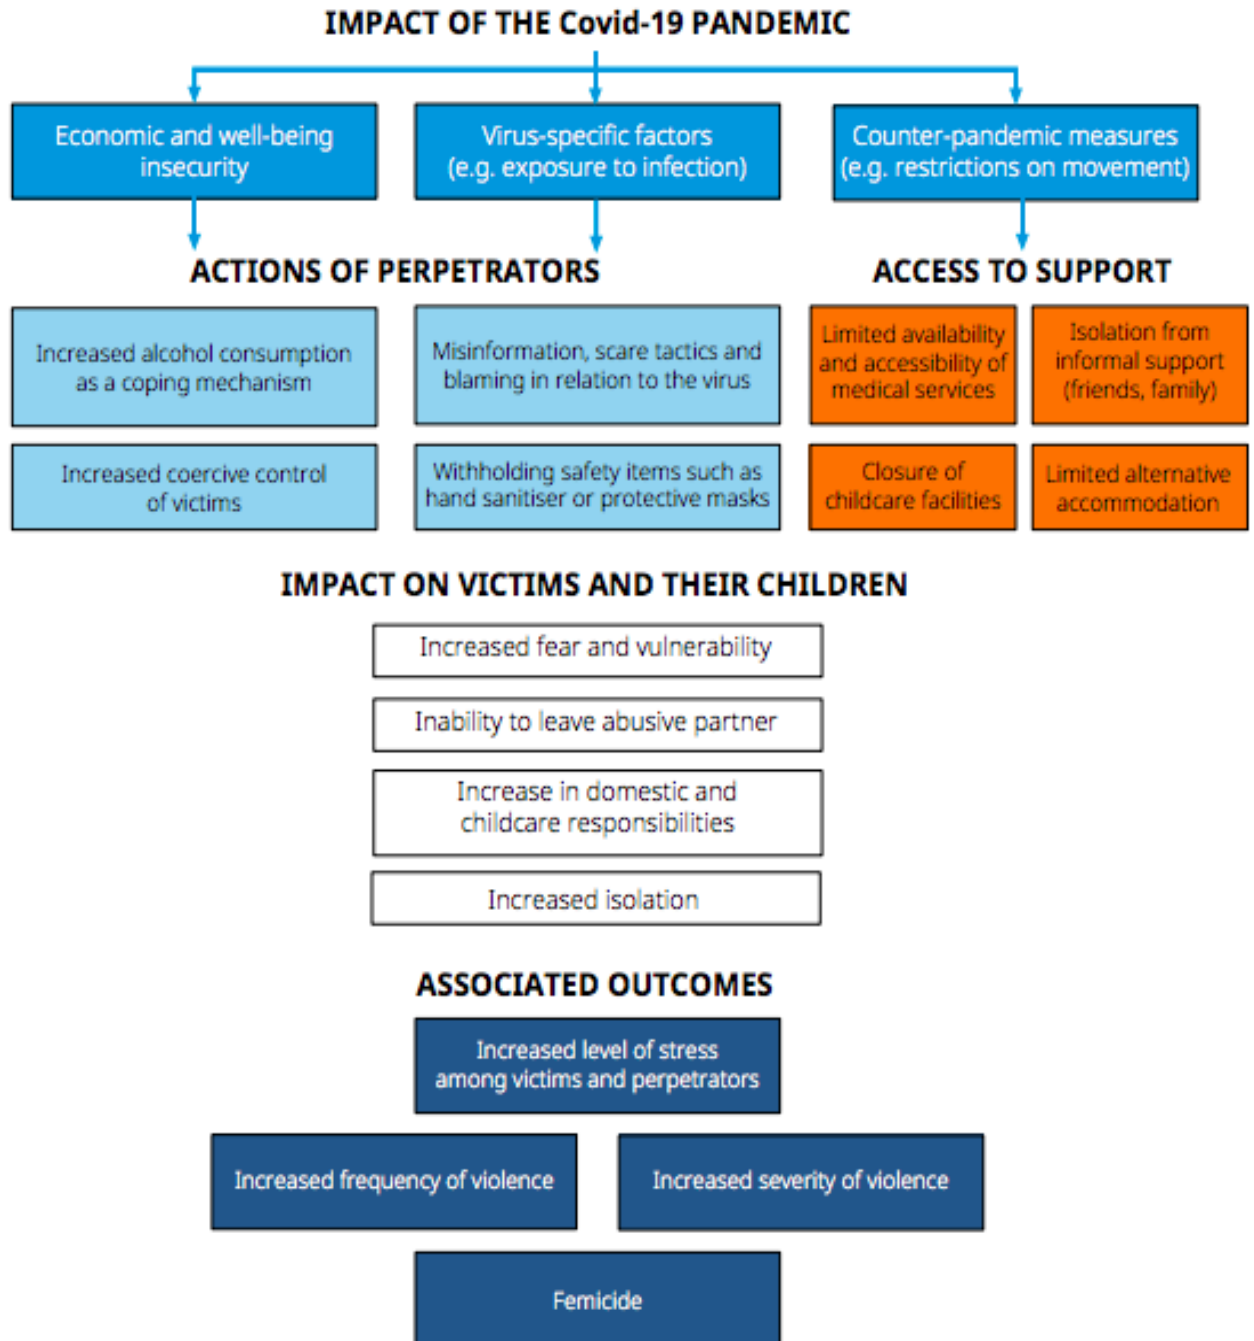 IMPACT OF THE Covid-19 PANDEMIC
Economic and well-being
insecurity
Virus-specific factors
(e.g. exposure to infection)
Counter-pandemic measures
(e.g. restrictions on movement)
ACTIONS OF PERPETRATORS
Increased alcohol consumption
as a coping mechanism
Misinformation, scare tactics and
blaming in relation to the virus
Increased coercive control
of victims
Withholding safety items such as
hand sanitiser or protective masks
ACCESS TO SUPPORT
Limited availability
and accessibility of
medical services
Isolation from
informal support
(friends, family)
Closure of
childcare facilities
Limited alternative
accommodation
IMPACT ON VICTIMS AND THEIR CHILDREN
Increased fear and vulnerability
Inability to leave abusive partner
Increase in domestic and
childcare responsibilities
Increased isolation
ASSOCIATED OUTCOMES
Increased level of stress
among victims and perpetrators
Increased frequency of violence
Increased severity of violence
Femicide